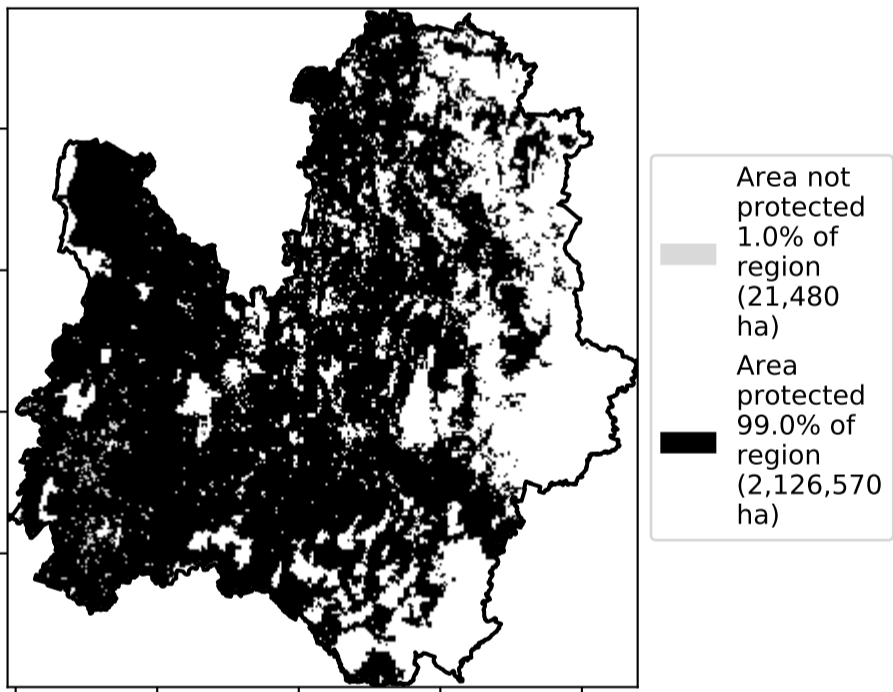 Area not
protected
1.0% of
region
(21,480
ha)
Area
protected
99.0% of
region
(2,126,570
ha)